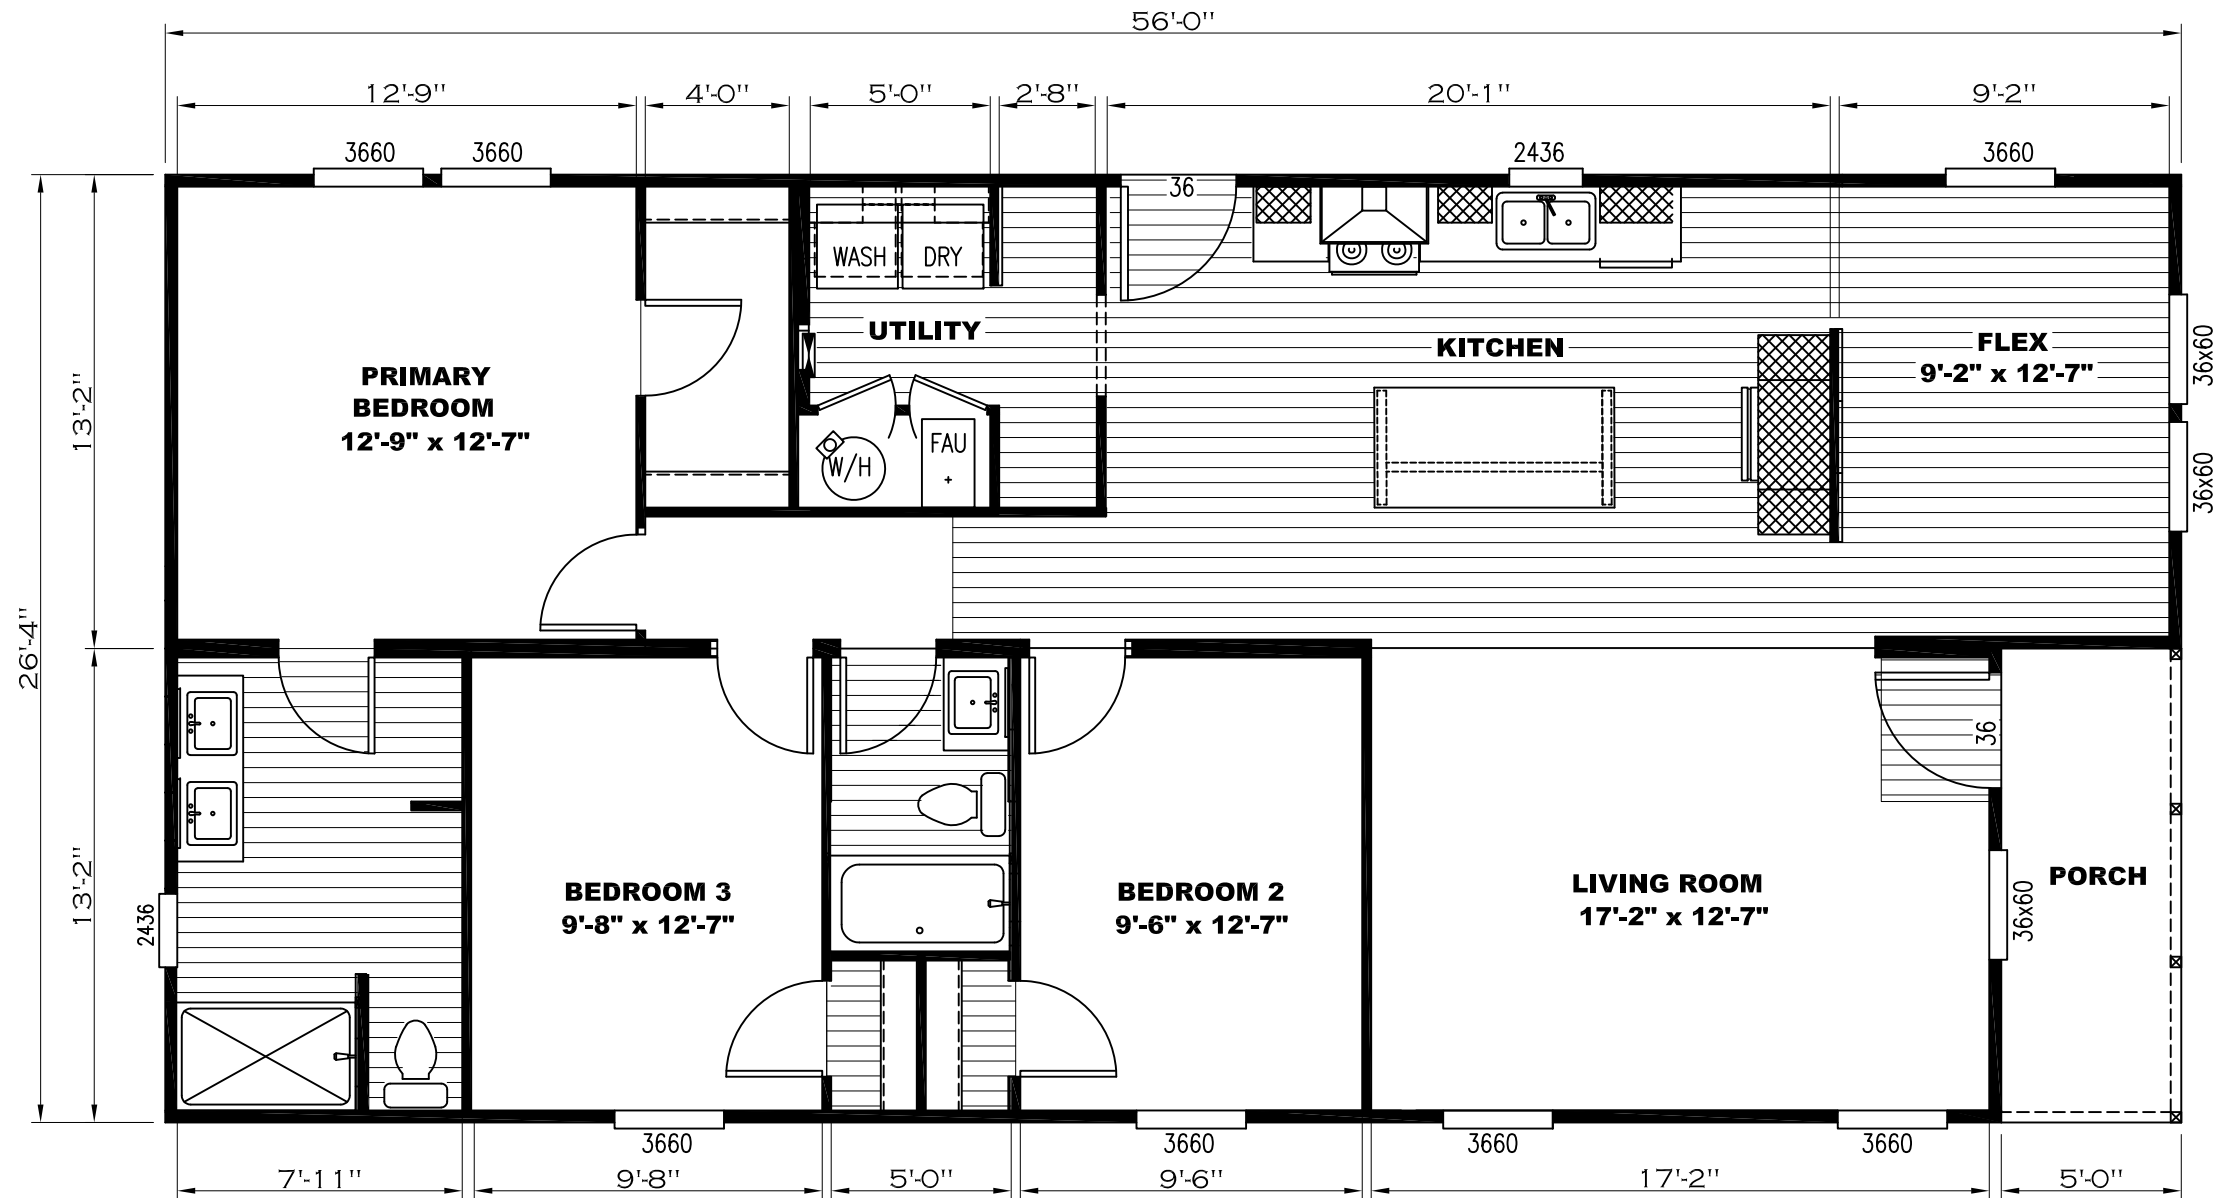 56'-0"
12'-9"
4'-0"
5'-0"
2'-8"
20'-1"
9'-2"
3660
3660
2436
3660
36
WASH
DRY
UTILITY
KITCHEN
FLEX
9'-2" x 12'-7"
36x60
36x60
PRIMARY
BEDROOM
12'-9" x 12'-7"
W/H
FAU
13'-2"
26'-4"
13'-2"
2436
36
BEDROOM 3
9'-8" x 12'-7"
BEDROOM 2
9'-6" x 12'-7"
LIVING ROOM
17'-2" x 12'-7"
36x60
PORCH
3660
3660
3660
3660
7'-11"
9'-8"
5'-0"
9'-6"
17'-2"
5'-0"